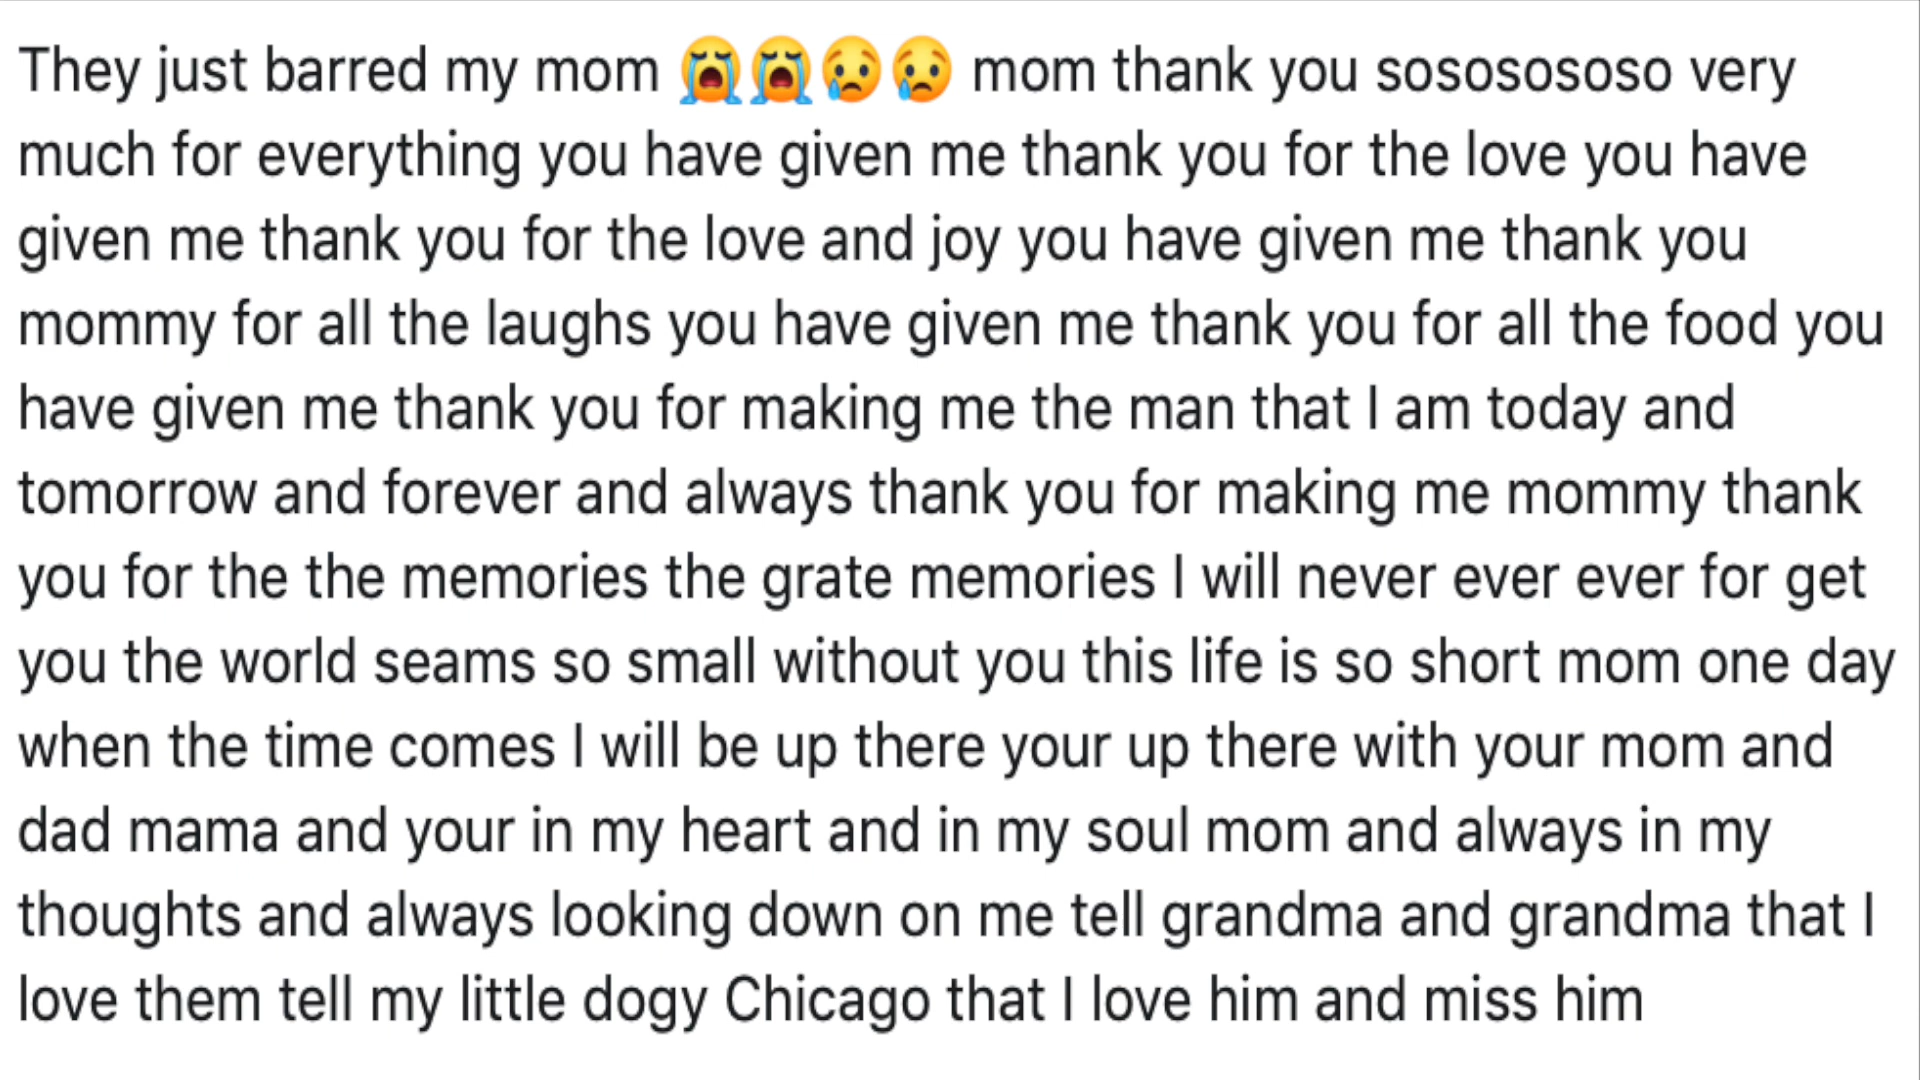 They just barred my mom 😭😭😢😢 mom thank you sososososo very
much for everything you have given me thank you for the love you have
given me thank you for the love and joy you have given me thank you
mommy for all the laughs you have given me thank you for all the food you
have given me thank you for making me the man that I am today and
tomorrow and forever and always thank you for making me mommy thank
you for the the memories the grate memories I will never ever ever for get
you the world seams so small without you this life is so short mom one day
when the time comes I will be up there your up there with your mom and
dad mama and your in my heart and in my soul mom and always in my
thoughts and always looking down on me tell grandma and grandma that I
love them tell my little dogy Chicago that I love him and miss him